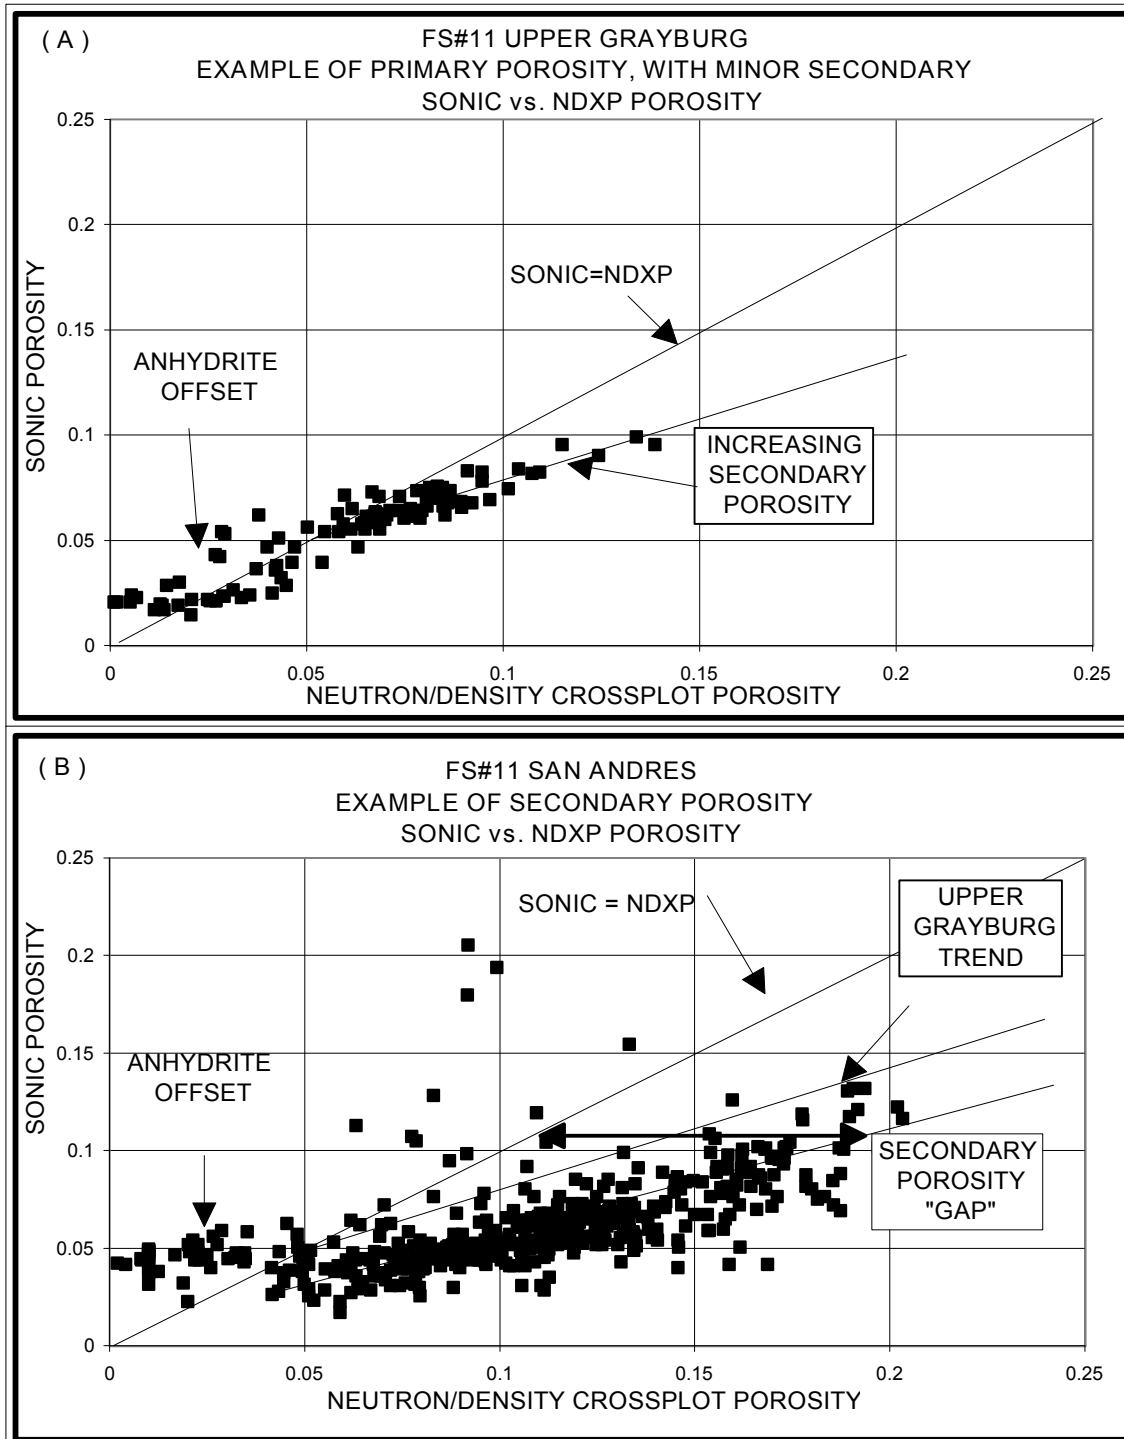 ( A )
FS#11 UPPER GRAYBURG
EXAMPLE OF PRIMARY POROSITY, WITH MINOR SECONDARY
SONIC vs. NDXP POROSITY
0.25
0.2
0.15
0.1
0.05
0
SONIC POROSITY
SONIC=NDXP
ANHYDRITE
OFFSET
INCREASING
SECONDARY
POROSITY
0
0.05
0.1
0.15
0.2
0.25
NEUTRON/DENSITY CROSSPLOT POROSITY
( B )
FS#11 SAN ANDRES
EXAMPLE OF SECONDARY POROSITY
SONIC vs. NDXP POROSITY
0.25
0.2
0.15
0.1
0.05
0
SONIC POROSITY
SONIC = NDXP
UPPER
GRAYBURG
TREND
ANHYDRITE
OFFSET
SECONDARY
POROSITY
"GAP"
0
0.05
0.1
0.15
0.2
0.25
NEUTRON/DENSITY CROSSPLOT POROSITY